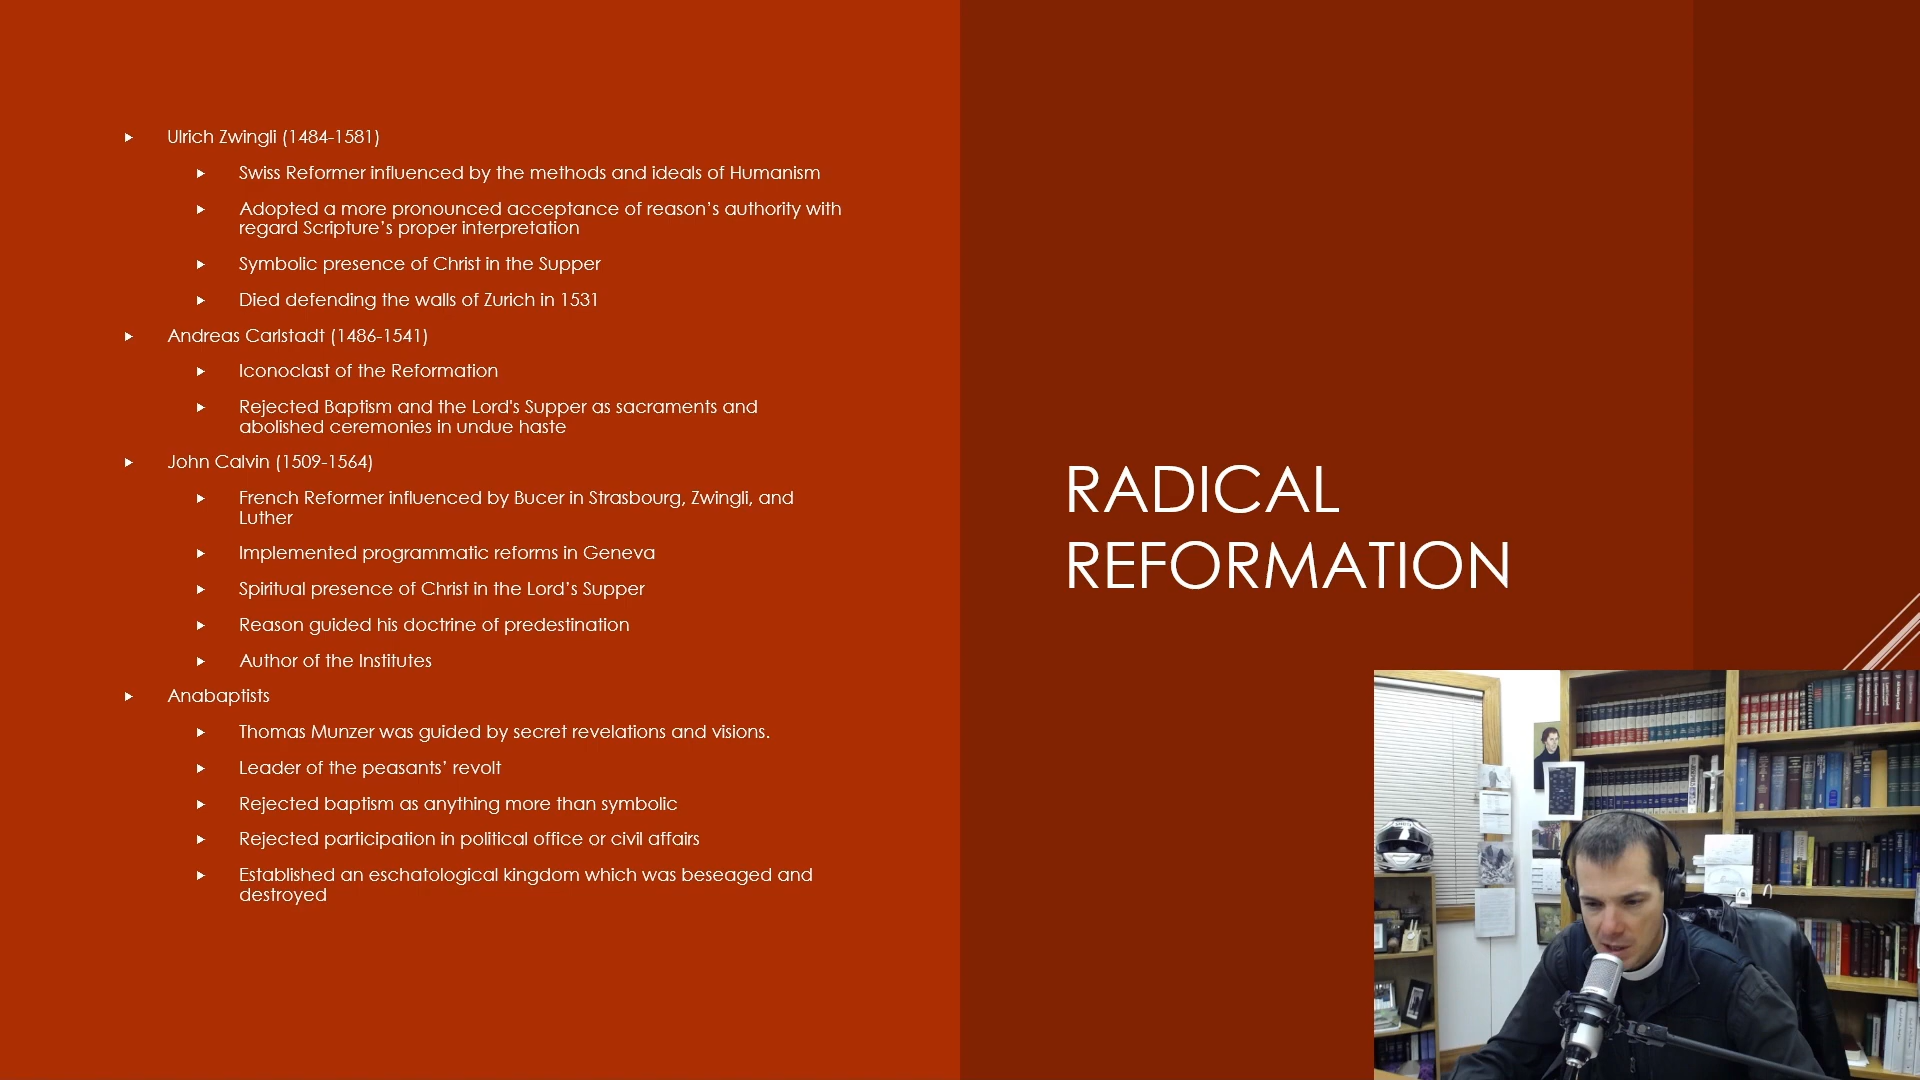 Ulrich Zwingli (1484-1581)
Swiss Reformer influenced by the methods and ideals of Humanism
Adopted a more pronounced acceptance of reason’s authority with
regard Scripture’s proper interpretation
Symbolic presence of Christ in the Supper
Died defending the walls of Zurich in 1531
Andreas Carlstadt (1486-1541)
Iconoclast of the Reformation
Rejected Baptism and the Lord's Supper as sacraments and
abolished ceremonies in undue haste
John Calvin (1509-1564)
French Reformer influenced by Bucer in Strasbourg, Zwingli, and
Luther
Implemented programmatic reforms in Geneva
Spiritual presence of Christ in the Lord’s Supper
Reason guided his doctrine of predestination
Author of the Institutes
Anabaptists
Thomas Munzer was guided by secret revelations and visions.
Leader of the peasants’ revolt
Rejected baptism as anything more than symbolic
Rejected participation in political office or civil affairs
Established an eschatological kingdom which was beseaged and
destroyed
RADICAL
REFORMATION